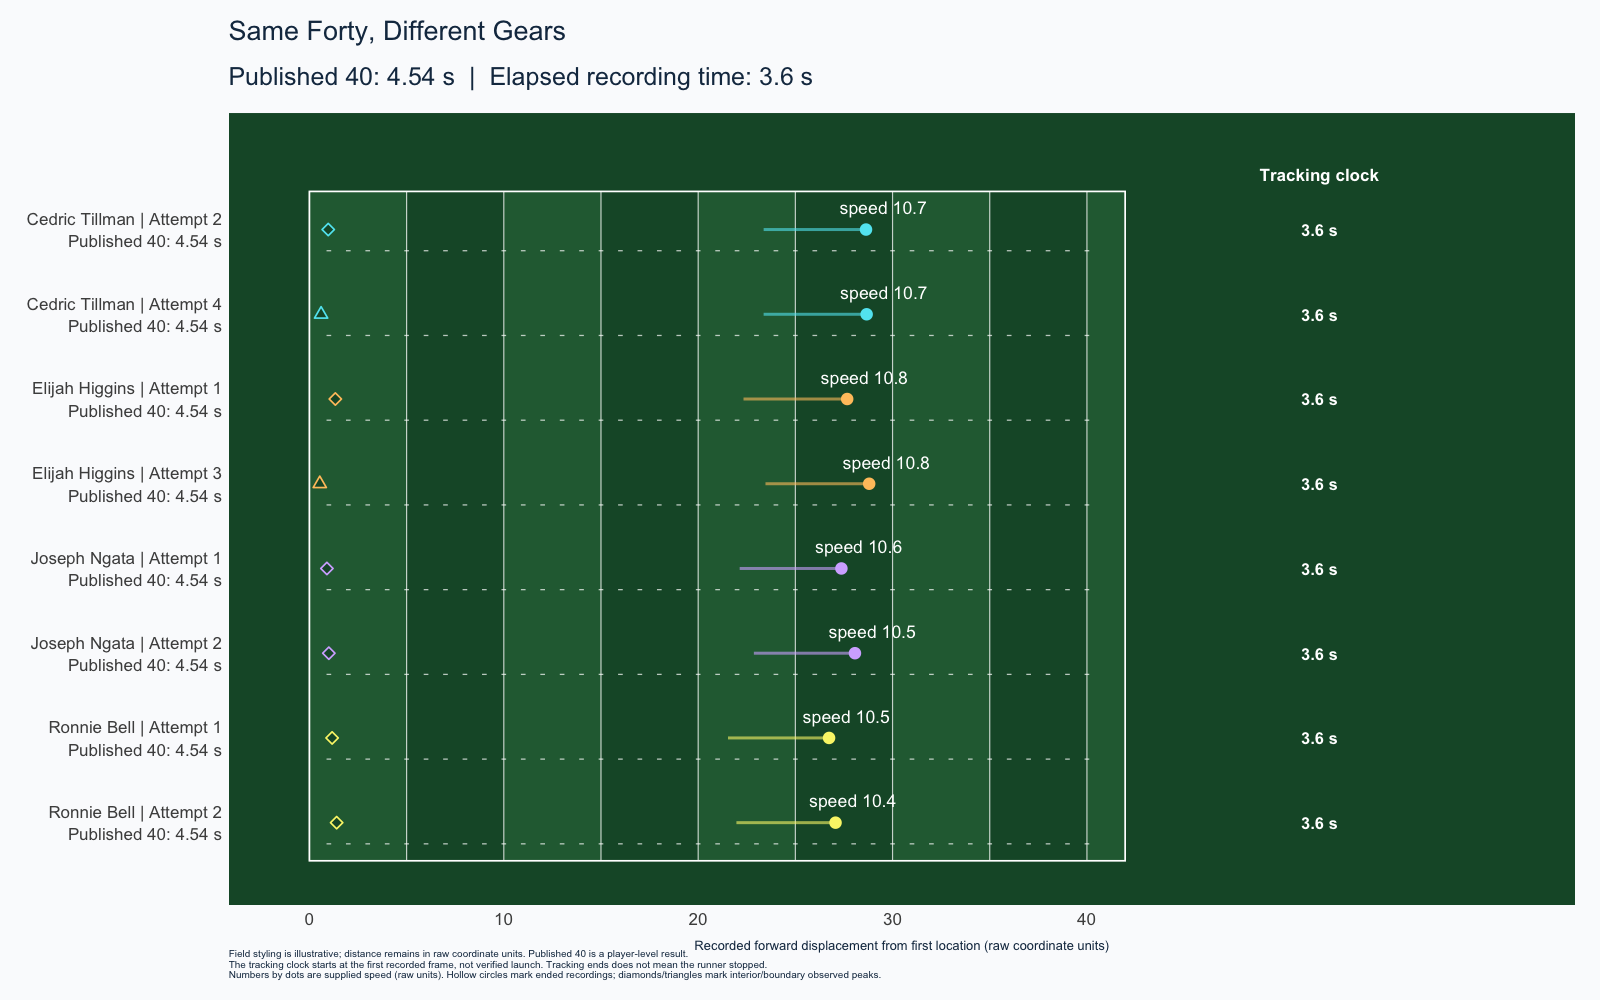 Same Forty, Different Gears
Published 40: 4.54 s  |  Elapsed recording time: 3.6 s
Tracking clock
Cedric Tillman | Attempt 2
Published 40: 4.54 s
speed 10.7
3.6 s
Cedric Tillman | Attempt 4
Published 40: 4.54 s
speed 10.7
3.6 s
Elijah Higgins | Attempt 1
Published 40: 4.54 s
speed 10.8
3.6 s
Elijah Higgins | Attempt 3
Published 40: 4.54 s
speed 10.8
3.6 s
Joseph Ngata | Attempt 1
Published 40: 4.54 s
speed 10.6
3.6 s
Joseph Ngata | Attempt 2
Published 40: 4.54 s
speed 10.5
3.6 s
Ronnie Bell | Attempt 1
Published 40: 4.54 s
speed 10.5
3.6 s
Ronnie Bell | Attempt 2
Published 40: 4.54 s
speed 10.4
3.6 s
0 10 20 30 40
Recorded forward displacement from first location (raw coordinate units)
Field styling is illustrative; distance remains in raw coordinate units. Published 40 is a player-level result.
The tracking clock starts at the first recorded frame, not verified launch. Tracking ends does not mean the runner stopped.
Numbers by dots are supplied speed (raw units). Hollow circles mark ended recordings; diamonds/triangles mark interior/boundary observed peaks.